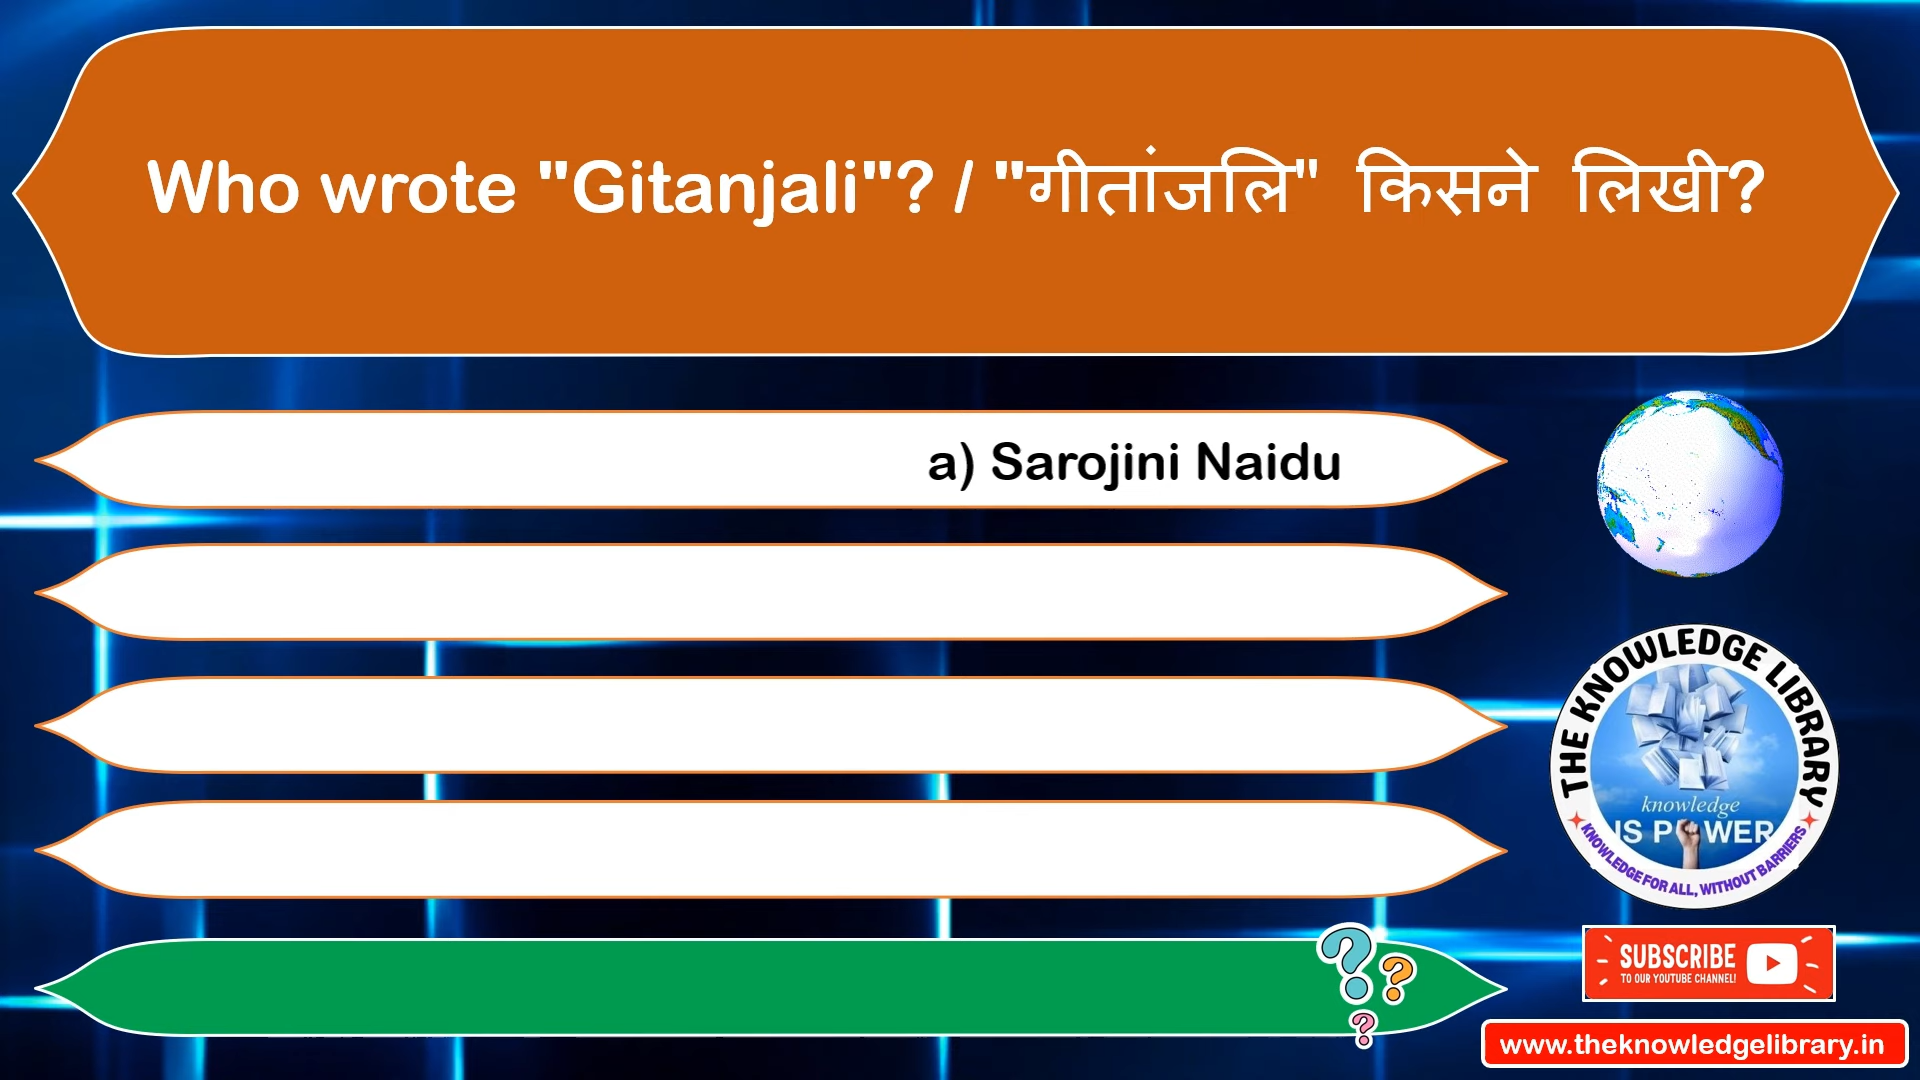 Who wrote "Gitanjali"? / "गीतांजलि" किसने लिखी?
a) Sarojini Naidu
THE KNOWLEDGE LIBRARY
knowledge
IS POWER
KNOWLEDGE FOR ALL, WITHOUT BARRIERS
SUBSCRIBE
TO OUR YOUTUBE CHANNEL!
www.theknowledgelibrary.in